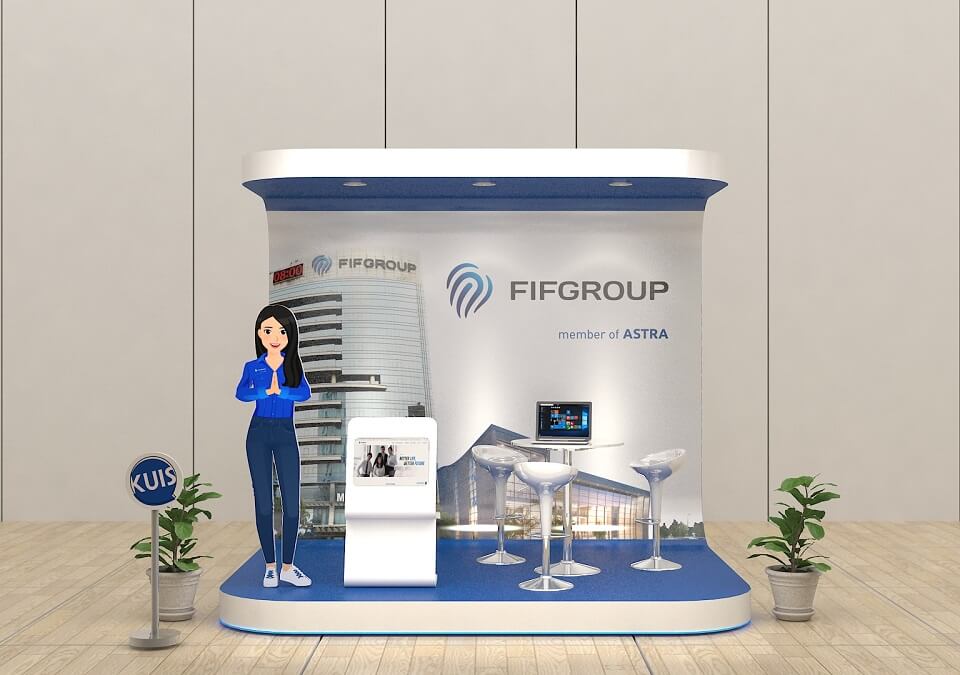 08:00
FIFGROUP
FIFGROUP
member of ASTRA
KUIS
BETTER LIFE,
BETTER FUTURE